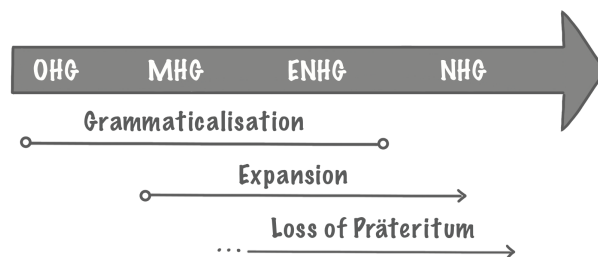 OHG MHG ENHG NHG
Grammaticalisation
Expansion
... Loss of Präteritum